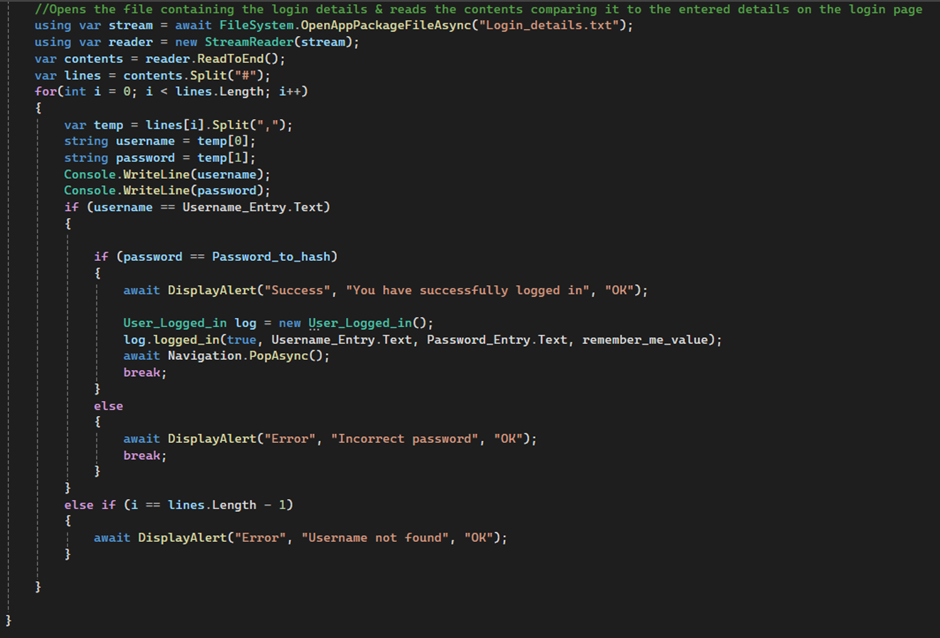 //Opens the file containing the login details & reads the contents comparing it to the entered details on the login page
using var stream = await FileSystem.OpenAppPackageFileAsync("Login_details.txt");
using var reader = new StreamReader(stream);
var contents = reader.ReadToEnd();
var lines = contents.Split("#");
for(int i = 0; i < lines.Length; i++)
{
var temp = lines[i].Split(",");
string username = temp[0];
string password = temp[1];
Console.WriteLine(username);
Console.WriteLine(password);
if (username == Username_Entry.Text)
{
if (password == Password_to_hash)
{
await DisplayAlert("Success", "You have successfully logged in", "OK");
User_Logged_in log = new User_Logged_in();
log.logged_in(true, Username_Entry.Text, Password_Entry.Text, remember_me_value);
await Navigation.PopAsync();
break;
}
else
{
await DisplayAlert("Error", "Incorrect password", "OK");
break;
}
}
else if (i == lines.Length - 1)
{
await DisplayAlert("Error", "Username not found", "OK");
}
}
}